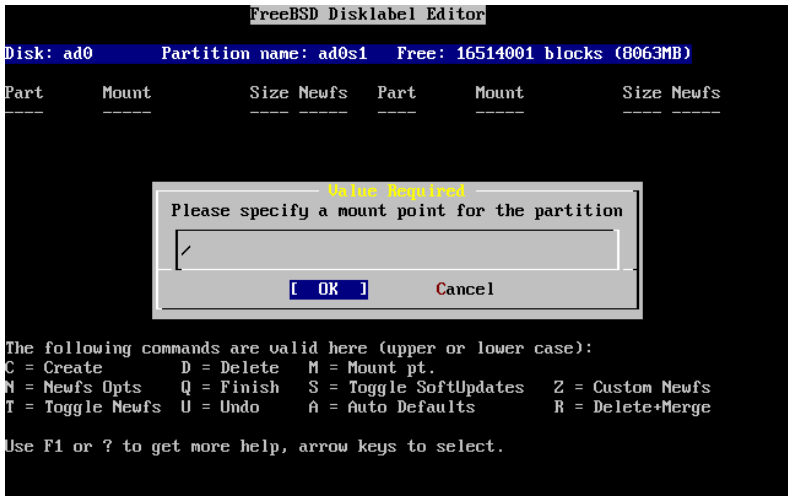 FreeBSD Disklabel Editor
Disk: ad0 Partition name: ad0s1 Free: 16514001 blocks (8063MB)
Part Mount Size Newfs Part Mount Size Newfs
---- ----- ---- ----- ---- ----- ---- -----
Value Required
Please specify a mount point for the partition
/
[ OK ] Cancel
The following commands are valid here (upper or lower case):
C = Create D = Delete M = Mount pt.
N = Newfs Opts Q = Finish S = Toggle SoftUpdates Z = Custom Newfs
T = Toggle Newfs U = Undo A = Auto Defaults R = Delete+Merge
Use F1 or ? to get more help, arrow keys to select.